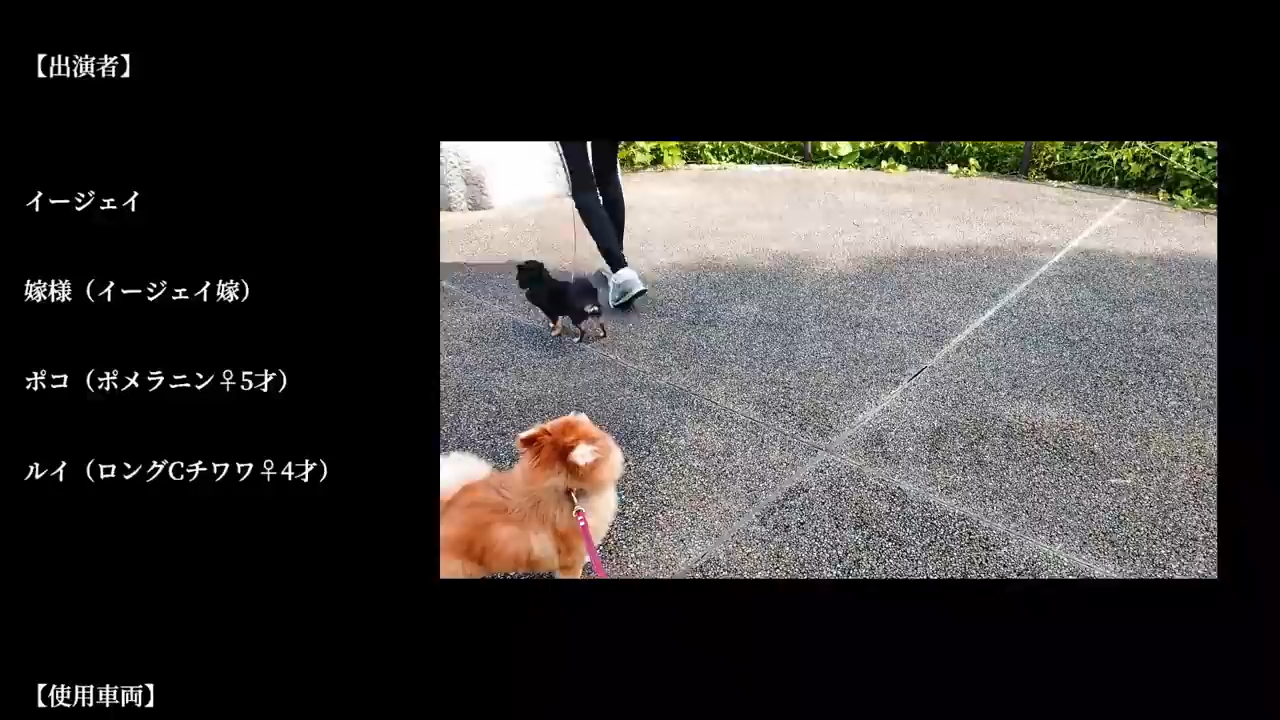 【出演者】
イージェイ
嫁様（イージェイ嫁）
ポコ（ポメラニン♀5才）
ルイ（ロングCチワワ♀4才）
【使用車両】